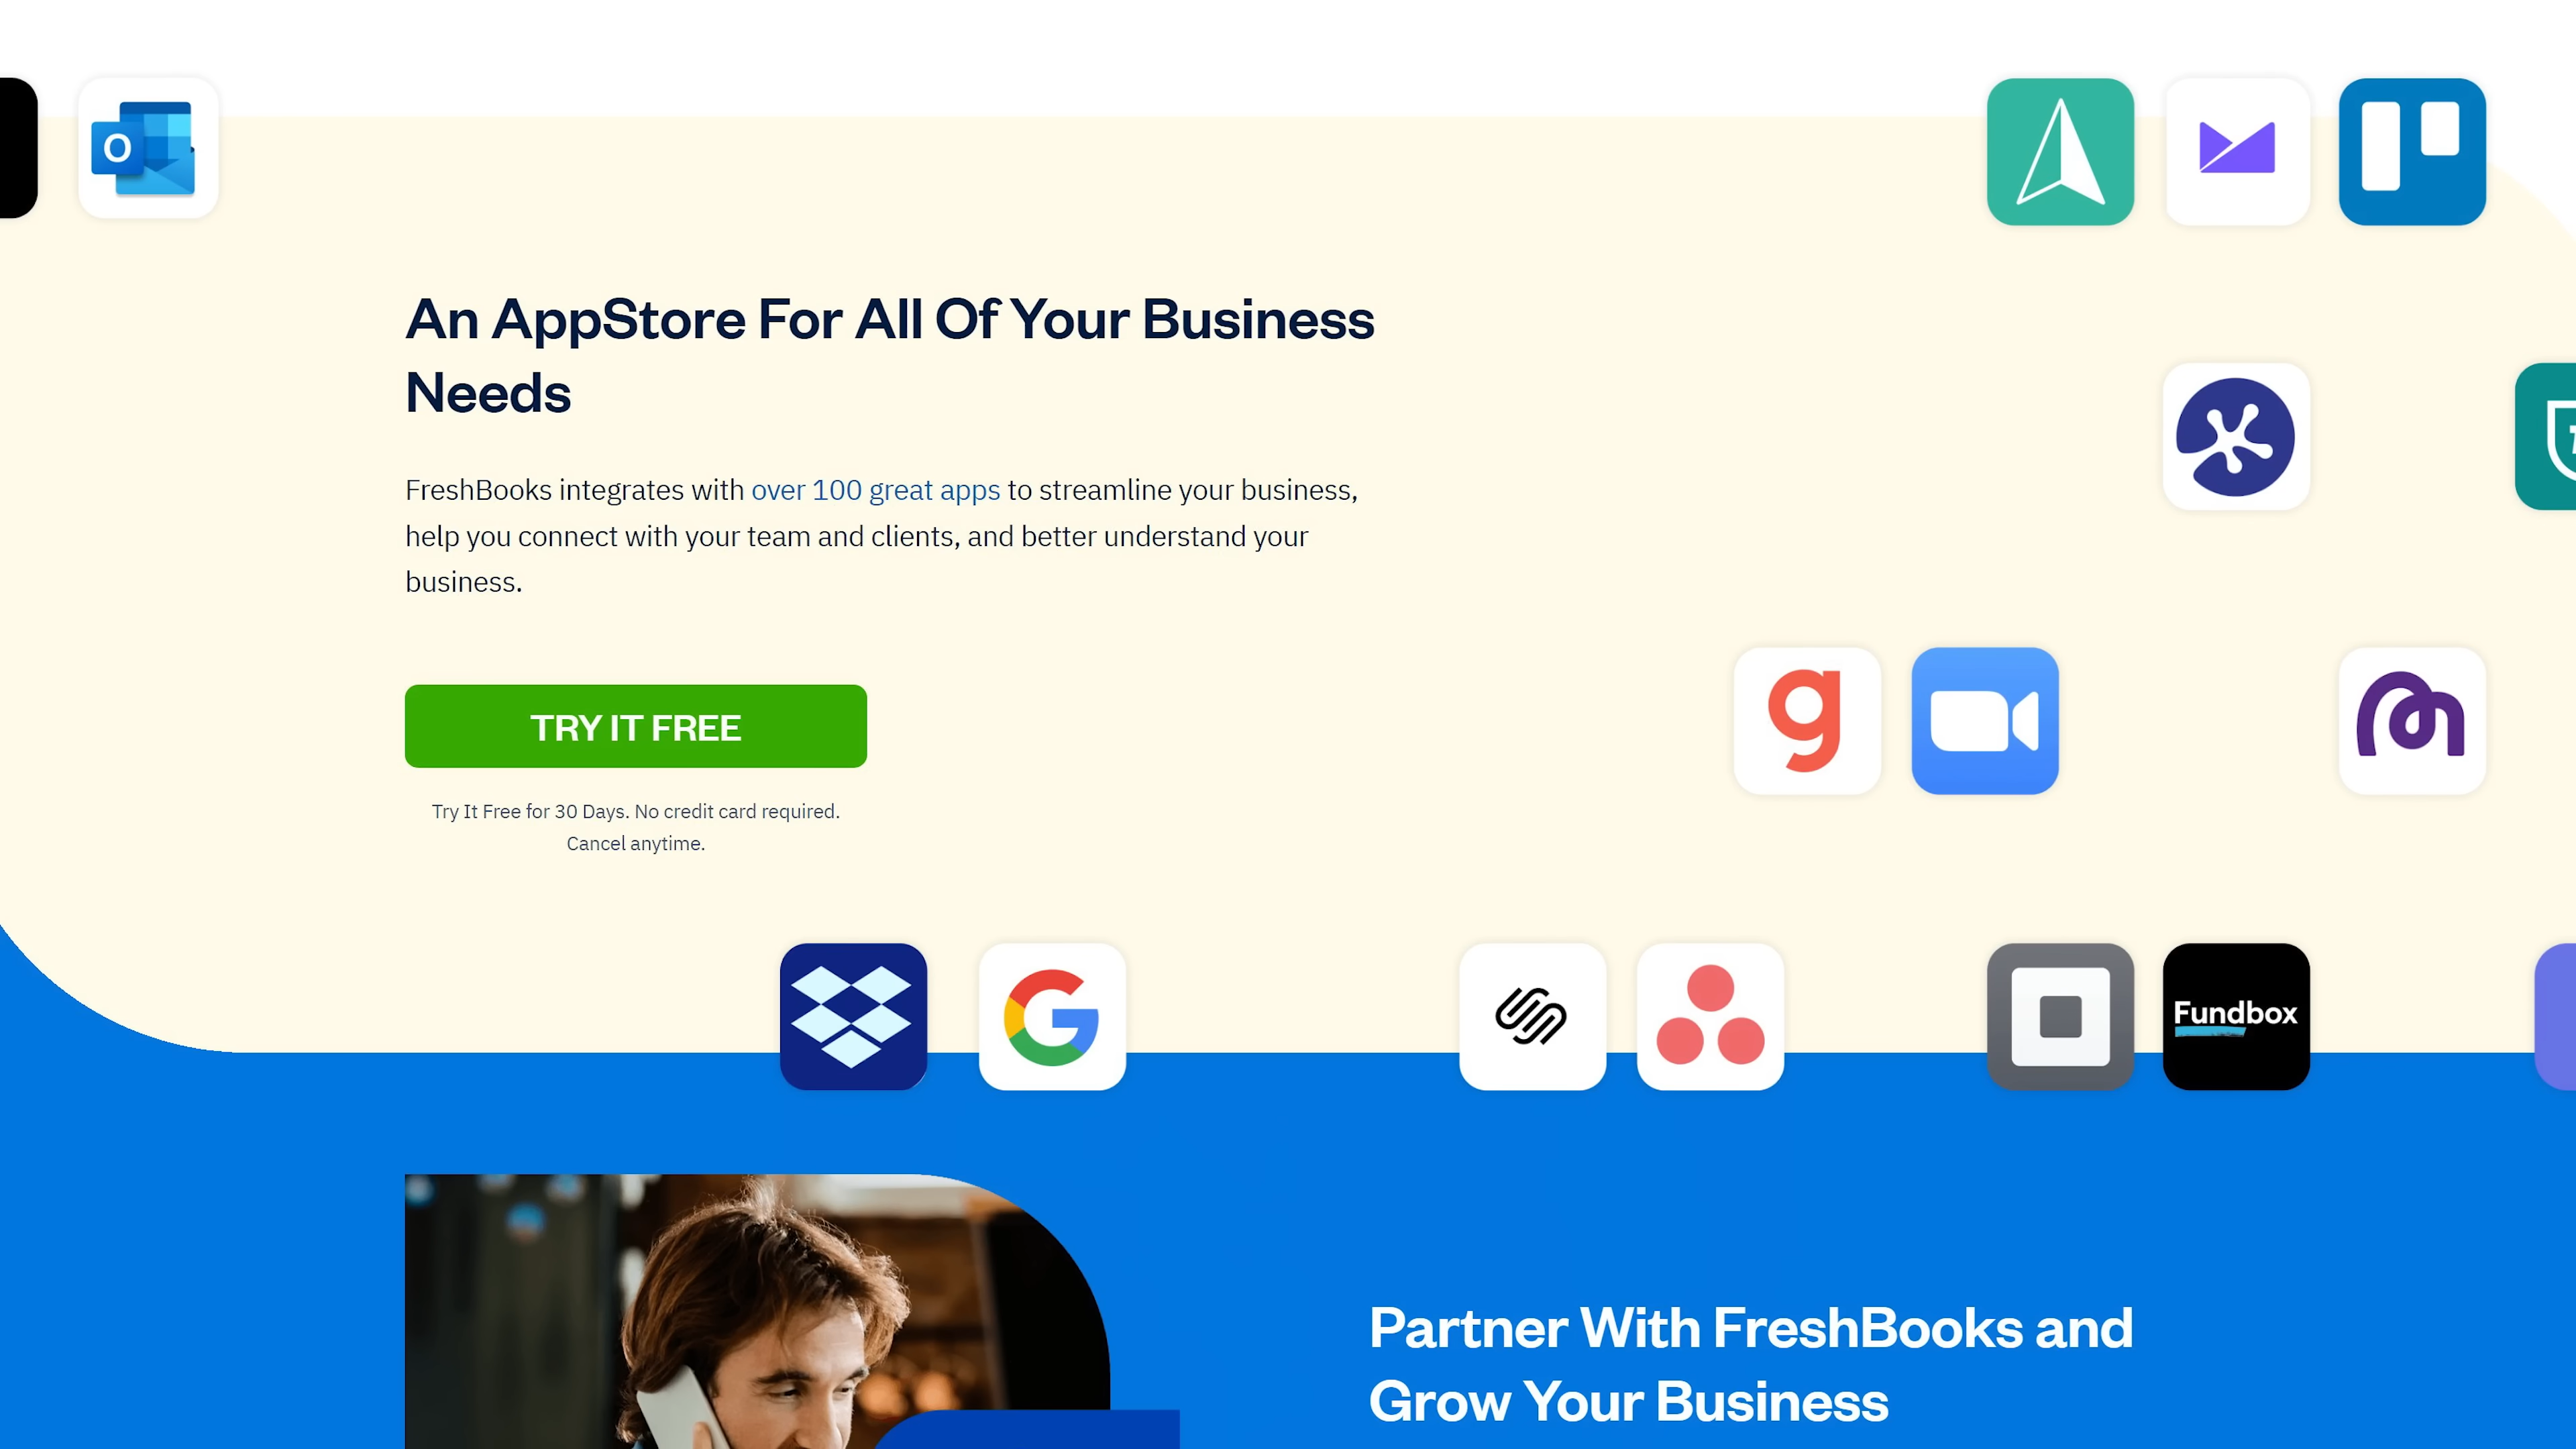 O
An AppStore For All Of Your Business
Needs
FreshBooks integrates with over 100 great apps to streamline your business,
help you connect with your team and clients, and better understand your
business.
g
TRY IT FREE
Try It Free for 30 Days. No credit card required.
Cancel anytime.
G
Fundbox
Partner With FreshBooks and
Grow Your Business